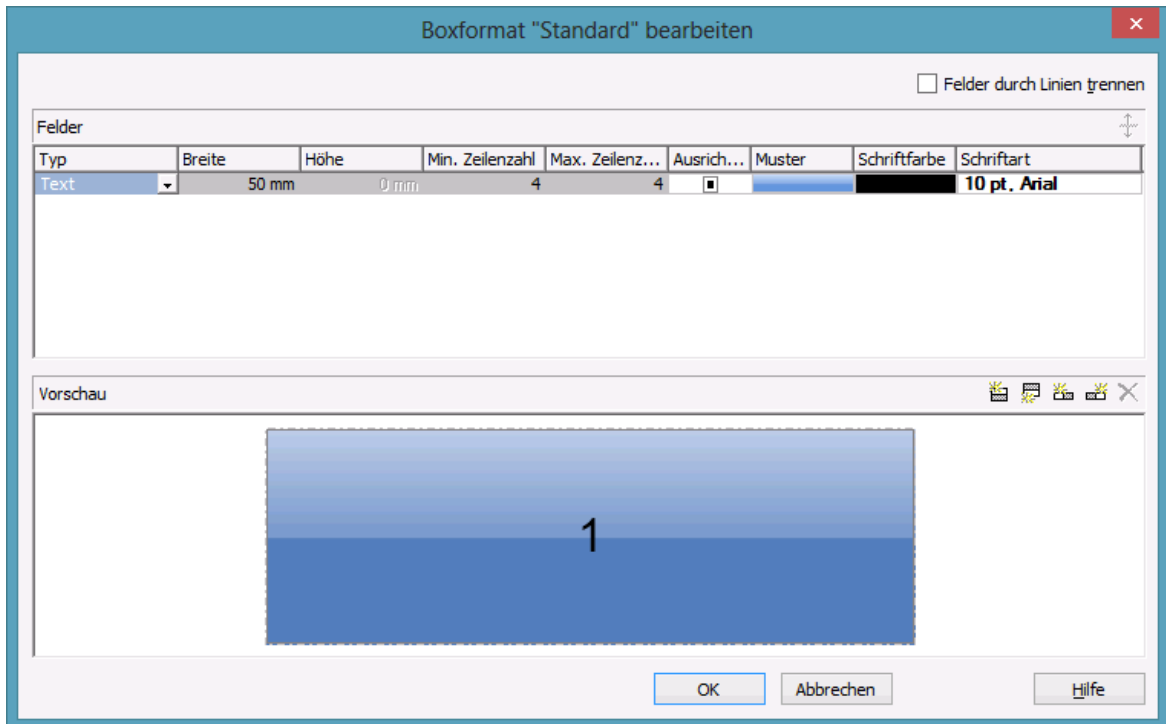 Boxformat "Standard" bearbeiten
Felder durch Linien trennen
Felder
Typ Breite Höhe Min. Zeilenzahl Max. Zeilenz... Ausrich... Muster Schriftfarbe Schriftart
Text 50 mm 0 mm 4 4 10 pt, Arial
Vorschau
1
OK Abbrechen Hilfe